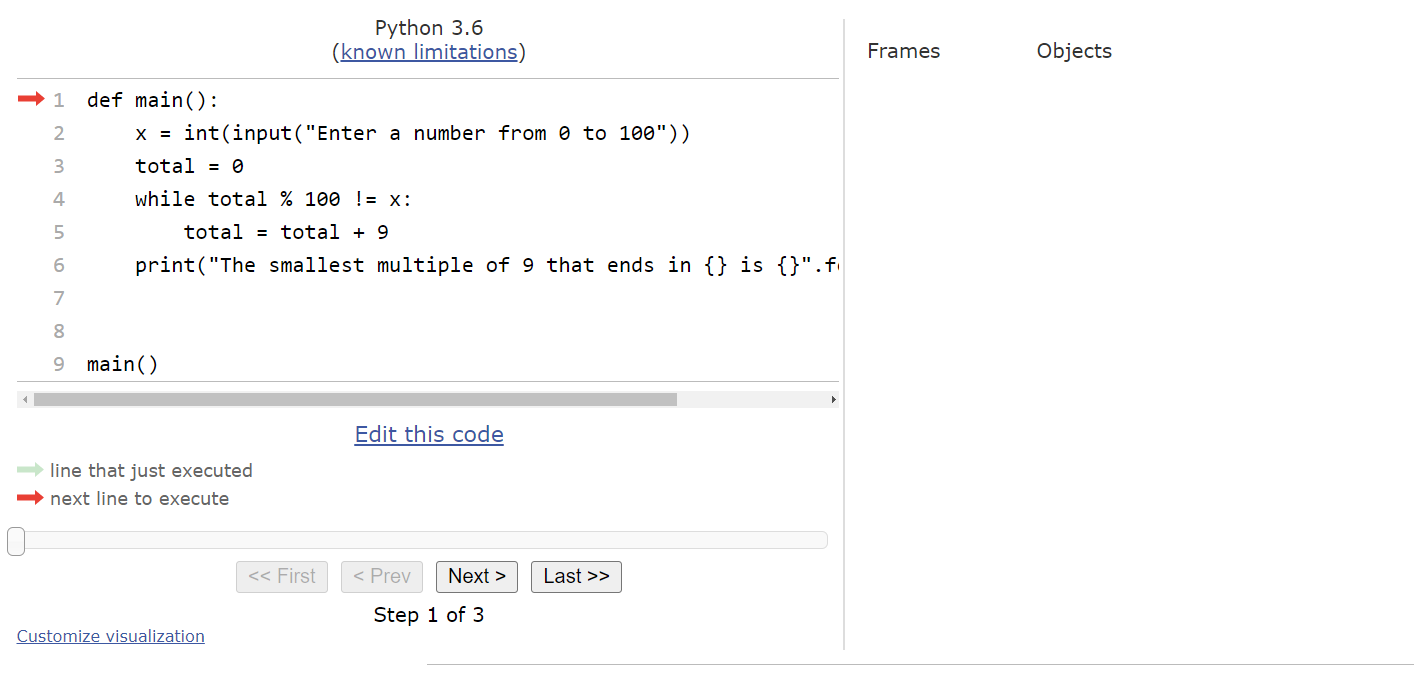 Python 3.6
(known limitations)
1 def main():
2     x = int(input("Enter a number from 0 to 100"))
3     total = 0
4     while total % 100 != x:
5         total = total + 9
6     print("The smallest multiple of 9 that ends in {} is {}".f
7
8
9 main()
Edit this code
line that just executed
next line to execute
<< First < Prev Next > Last >>
Step 1 of 3
Customize visualization
Frames Objects